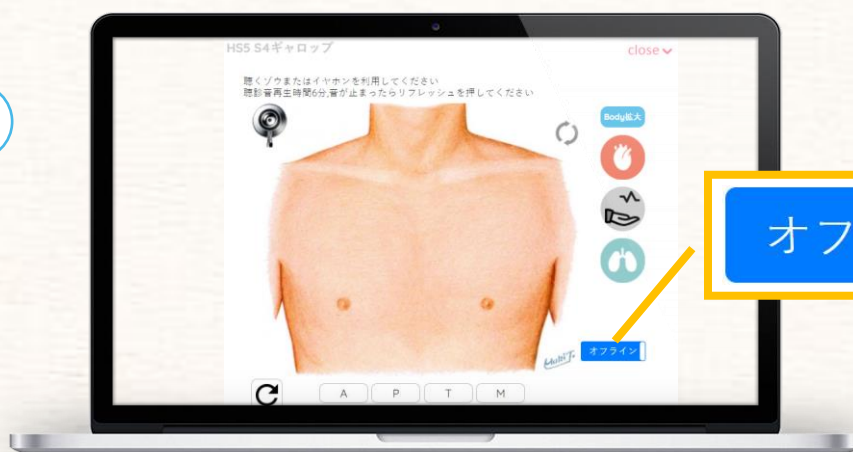 HS5 S4ギャロップ
close
聴くゾウまたはイヤホンを利用してください
聴診音再生時間6分,音が止まったらリフレッシュを押してください
Body拡大
オフ
オフライン
A P T M